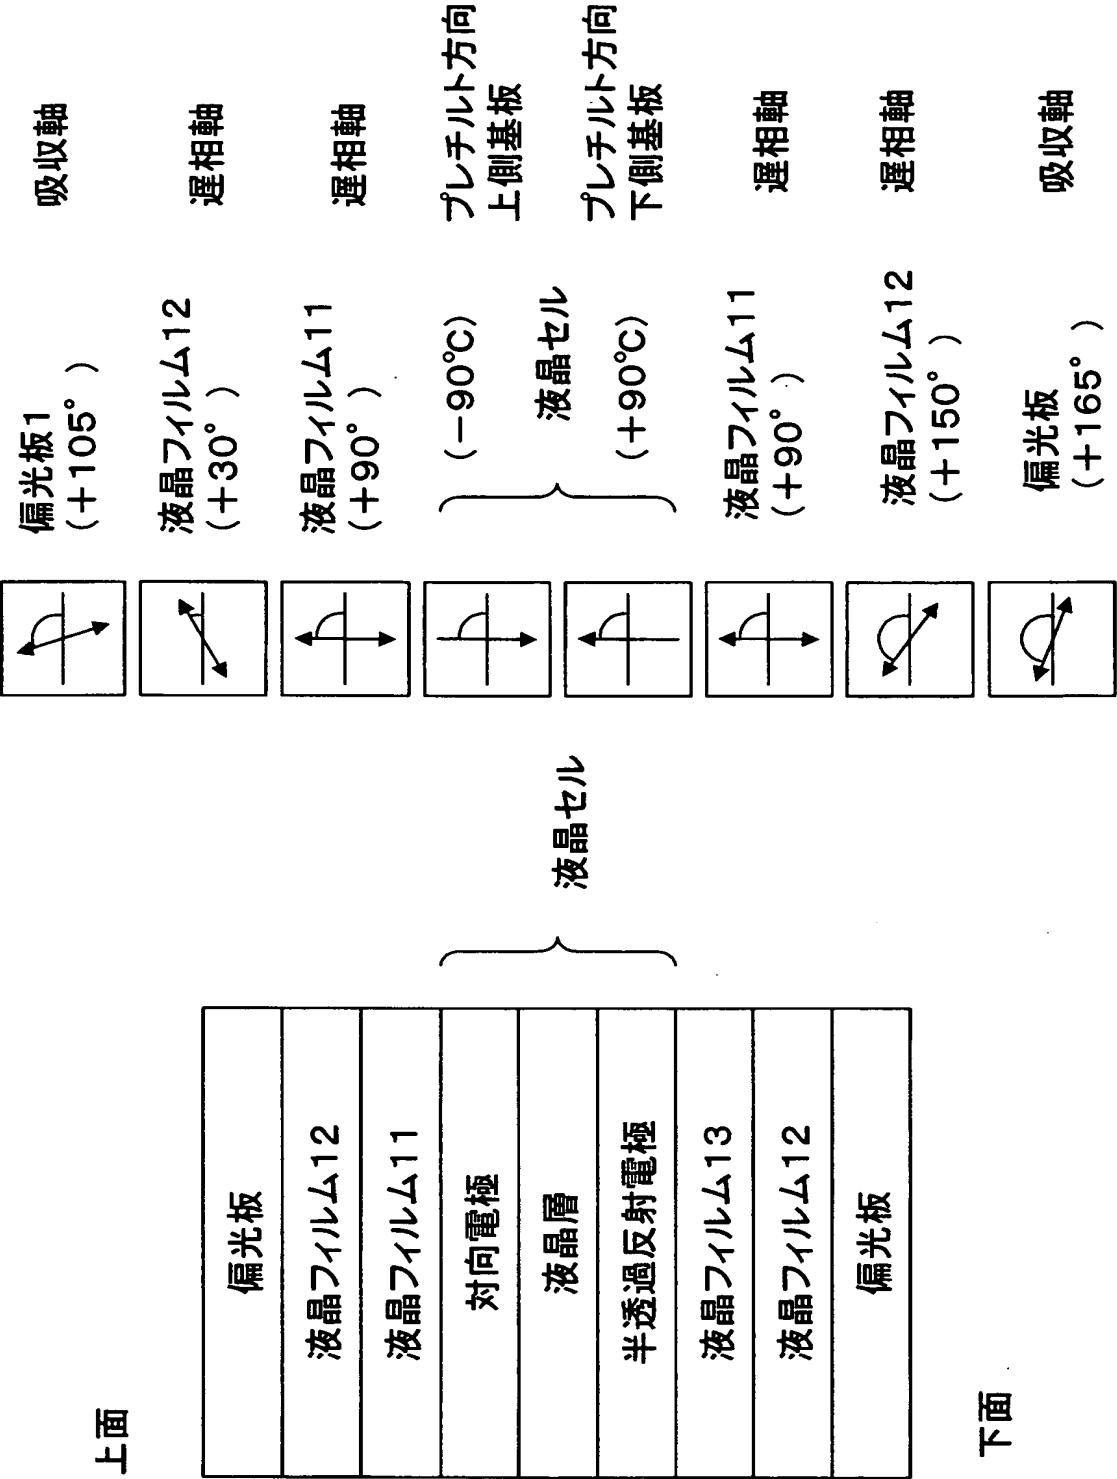 上面
偏光板
液晶フィルム12
液晶フィルム11
対向電極
液晶層
半透過反射電極
液晶フィルム13
液晶フィルム12
偏光板
下面
液晶セル
偏光板1
(+105°)
吸収軸
液晶フィルム12
(+30°)
遅相軸
液晶フィルム11
(+90°)
遅相軸
(-90℃)
プレチルト方向
上側基板
液晶セル
(+90℃)
プレチルト方向
下側基板
液晶フィルム11
(+90°)
遅相軸
液晶フィルム12
(+150°)
遅相軸
偏光板
(+165°)
吸収軸